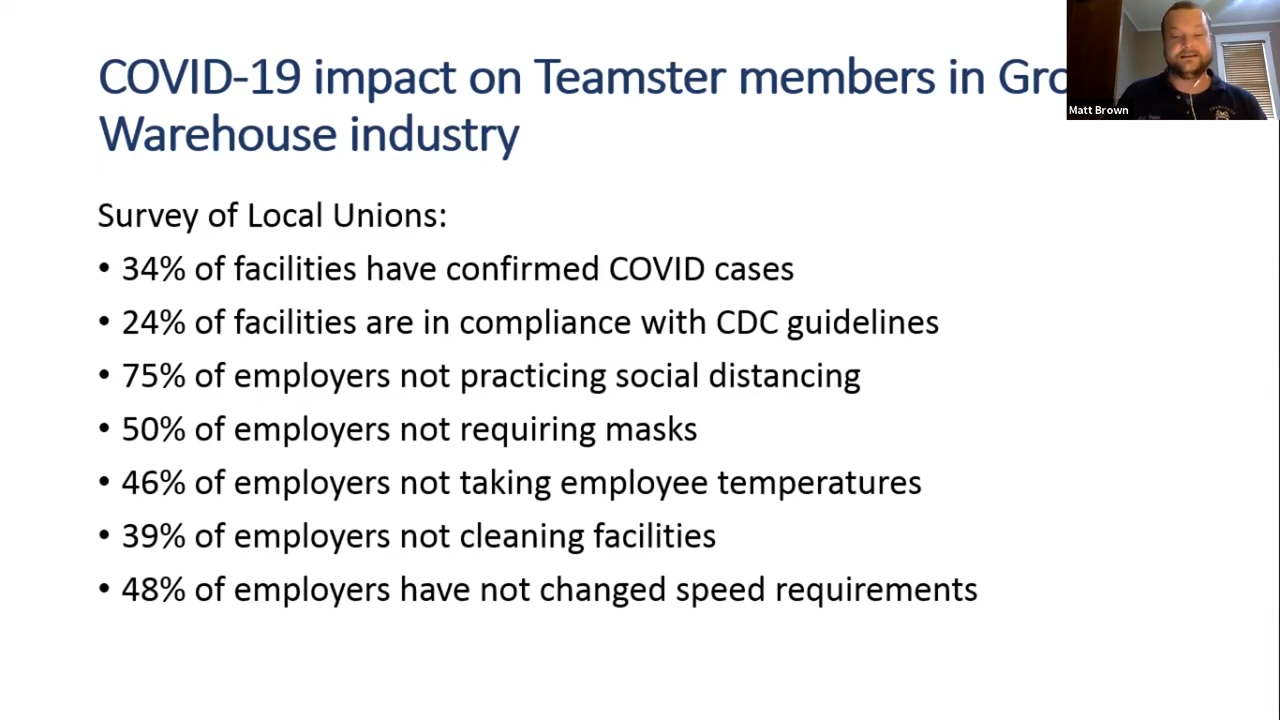 COVID-19 impact on Teamster members in Gro
Warehouse industry
Matt Brown
Survey of Local Unions:
• 34% of facilities have confirmed COVID cases
• 24% of facilities are in compliance with CDC guidelines
• 75% of employers not practicing social distancing
• 50% of employers not requiring masks
• 46% of employers not taking employee temperatures
• 39% of employers not cleaning facilities
• 48% of employers have not changed speed requirements